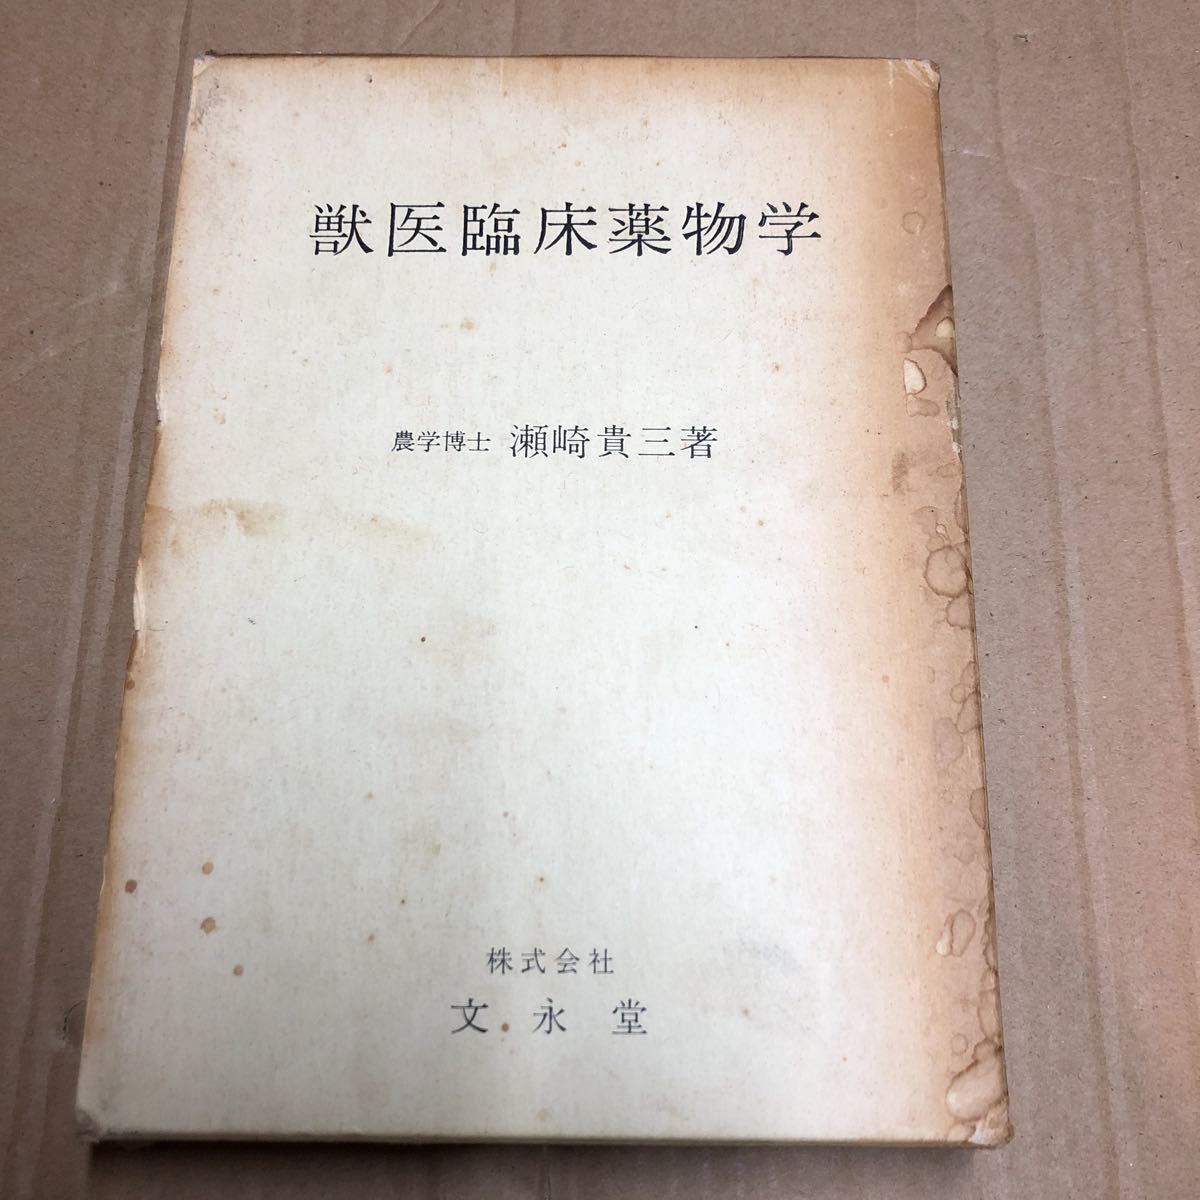 獣医臨床薬物学
農学博士 瀬崎貴三著
株式会社
文永堂